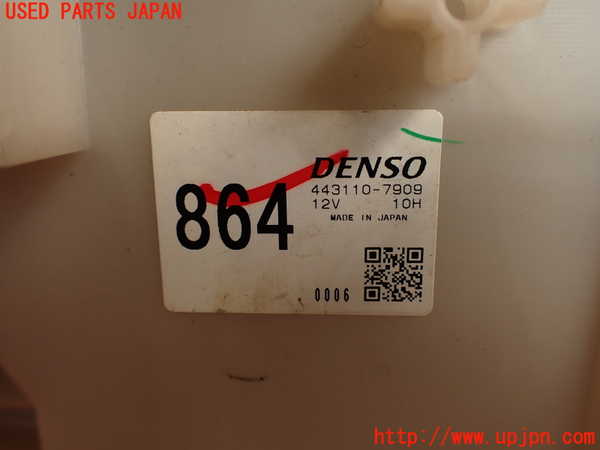 USED PARTS JAPAN
DENSO
443110-7909
864
12V 10H
MADE IN JAPAN
0006
http://www.upjpn.com/